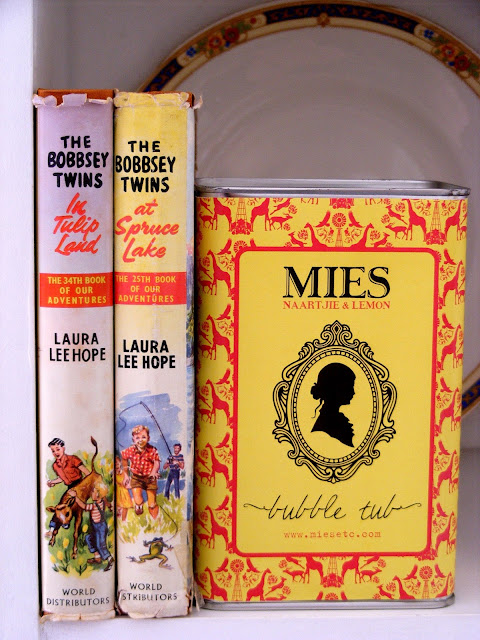 THE
BOBBSEY
TWINS
In
Tulip
Land
THE 34TH BOOK
OF OUR
ADVENTURES
LAURA
LEE HOPE
WORLD
DISTRIBUTORS
THE
BOBBSEY
TWINS
at
Spruce
Lake
THE 25TH BOOK
OF OUR
ADVENTURES
LAURA
LEE HOPE
WORLD
STRIBUTORS
MIES
NAARTJIE & LEMON
bubble tub
www.miesetc.com